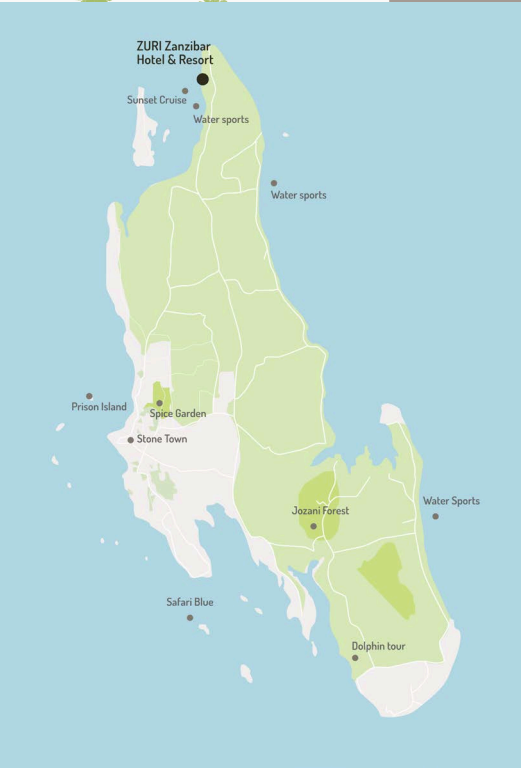 ZURI Zanzibar
Hotel & Resort
Sunset Cruise
Water sports
Water sports
Prison Island
Spice Garden
Stone Town
Water Sports
Jozani Forest
Safari Blue
Dolphin tour